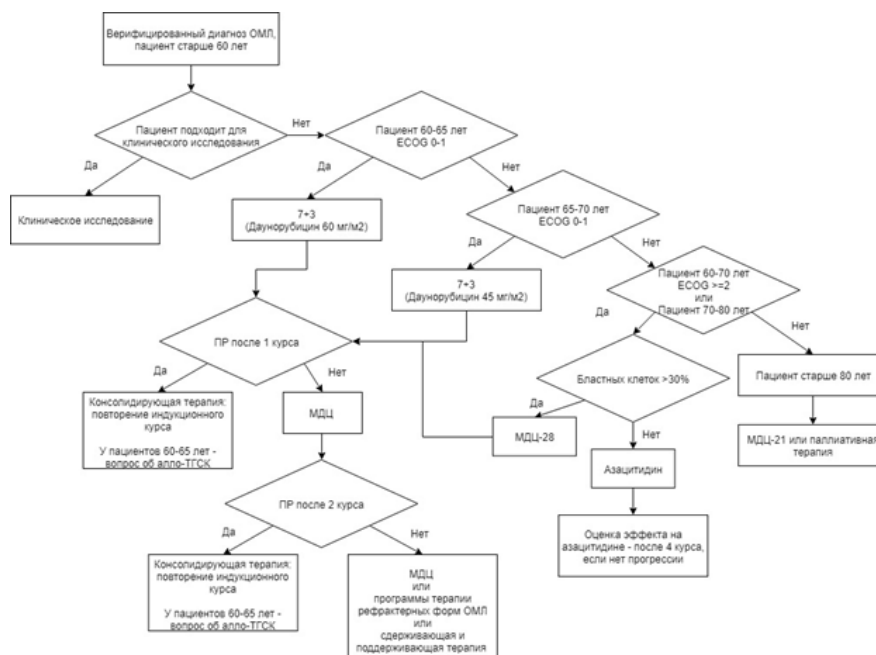 Верифицированный диагноз ОМЛ,
пациент старше 60 лет
Пациент подходит для
клинического исследования
Нет
Пациент 60-65 лет
ECOG 0-1
Да
Да
Нет
Клиническое исследование
7+3
(Даунорубицин 60 мг/м2)
Пациент 65-70 лет
ECOG 0-1
Да
Нет
7+3
(Даунорубицин 45 мг/м2)
Пациент 60-70 лет
ECOG >=2
или
Пациент 70-80 лет
Да
Нет
ПР после 1 курса
Да
Нет
Бластных клеток >30%
Пациент старше 80 лет
Консолидирующая терапия:
повторение индукционного
курса
У пациентов 60-65 лет -
вопрос об алло-ТГСК
МДЦ
Да
МДЦ-28
Нет
МДЦ-21 или паллиативная
терапия
Азацитидин
ПР после 2 курса
Да
Нет
Оценка эффекта на
азацитидине - после 4 курса,
если нет прогрессии
Консолидирующая терапия:
повторение индукционного
курса
У пациентов 60-65 лет -
вопрос об алло-ТГСК
МДЦ
или
программы терапии
рефрактерных форм ОМЛ
или
сдерживающая и
поддерживающая терапия